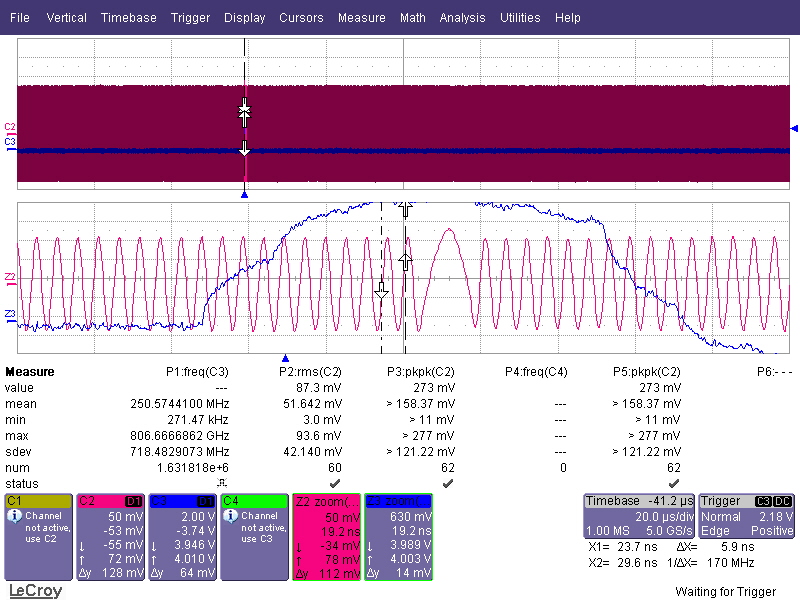 File Vertical Timebase Trigger Display Cursors Measure Math Analysis Utilities Help
C2
C3
Z2
Z3
Measure P1:freq(C3) P2:rms(C2) P3:pkpk(C2) P4:freq(C4) P5:pkpk(C2) P6:- - -
value --- 87.3 mV 273 mV 273 mV
mean 250.5744100 MHz 51.642 mV > 158.37 mV --- > 158.37 mV
min 271.47 kHz 3.0 mV > 11 mV --- > 11 mV
max 806.6666862 GHz 93.6 mV > 277 mV --- > 277 mV
sdev 718.4829073 MHz 42.140 mV > 121.22 mV --- > 121.22 mV
num 1.631818e+6 60 62 0 62
status
C1 C2 D1 C3 D1 C4 Z2 zoom(... Z3 zoom(... Timebase -41.2 µs Trigger C3 DC
Channel not active, use C2
50 mV
-53 mV
-55 mV
72 mV
Δy 128 mV
2.00 V
-3.74 V
3.946 V
4.010 V
Δy 64 mV
Channel not active, use C3
50 mV
19.2 ns
-34 mV
78 mV
Δy 112 mV
630 mV
19.2 ns
3.989 V
4.003 V
Δy 14 mV
20.0 µs/div
1.00 MS 5.0 GS/s
Normal 2.18 V
Edge Positive
X1= 23.7 ns ΔX= 5.9 ns
X2= 29.6 ns 1/ΔX= 170 MHz
LeCroy
Waiting for Trigger